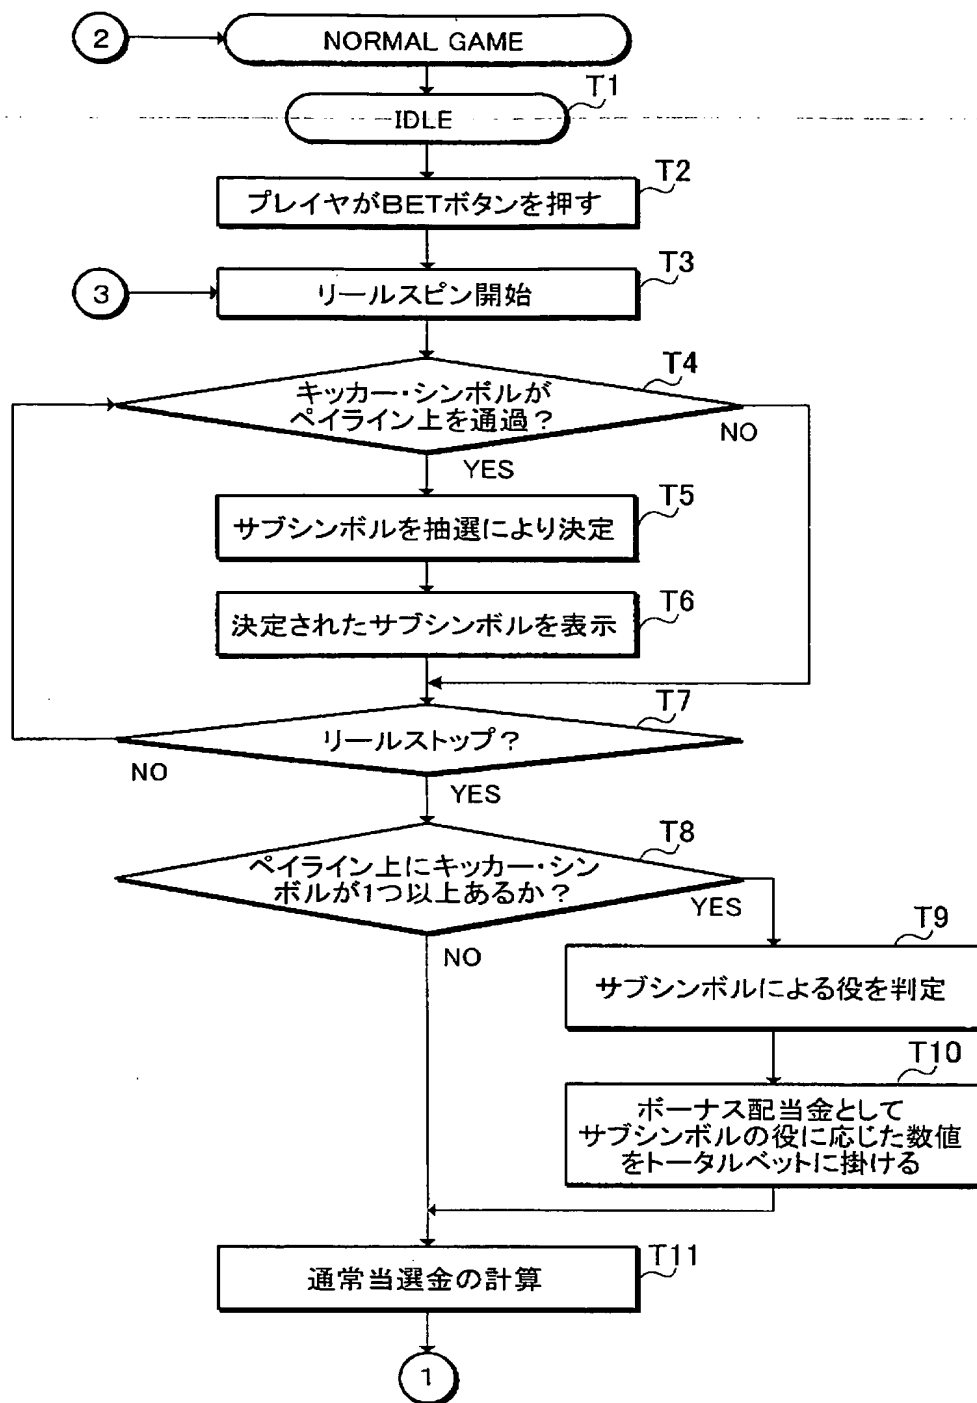 2
NORMAL GAME
T1
IDLE
T2
プレイヤがBETボタンを押す
T3
3
リールスピン開始
T4
キッカー・シンボルが
ペイライン上を通過？
NO
YES
T5
サブシンボルを抽選により決定
T6
決定されたサブシンボルを表示
T7
リールストップ？
NO
YES
T8
ペイライン上にキッカー・シン
ボルが1つ以上あるか？
YES
NO
T9
サブシンボルによる役を判定
T10
ボーナス配当金として
サブシンボルの役に応じた数値
をトータルベットに掛ける
T11
通常当選金の計算
1